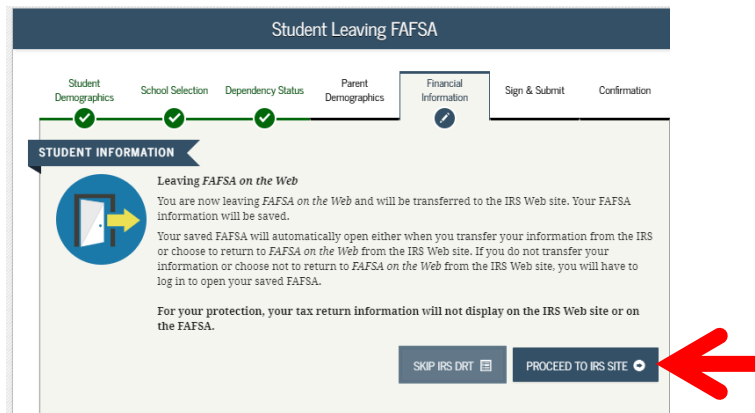 Student Leaving FAFSA
Student
Demographics
School Selection
Dependency Status
Parent
Demographics
Financial
Information
Sign & Submit
Confirmation
STUDENT INFORMATION
Leaving FAFSA on the Web
You are now leaving FAFSA on the Web and will be transferred to the IRS Web site. Your FAFSA
information will be saved.
Your saved FAFSA will automatically open either when you transfer your information from the IRS
or choose to return to FAFSA on the Web from the IRS Web site. If you do not transfer your
information or choose not to return to FAFSA on the Web from the IRS Web site, you will have to
log in to open your saved FAFSA.
For your protection, your tax return information will not display on the IRS Web site or on
the FAFSA.
SKIP IRS DRT
PROCEED TO IRS SITE